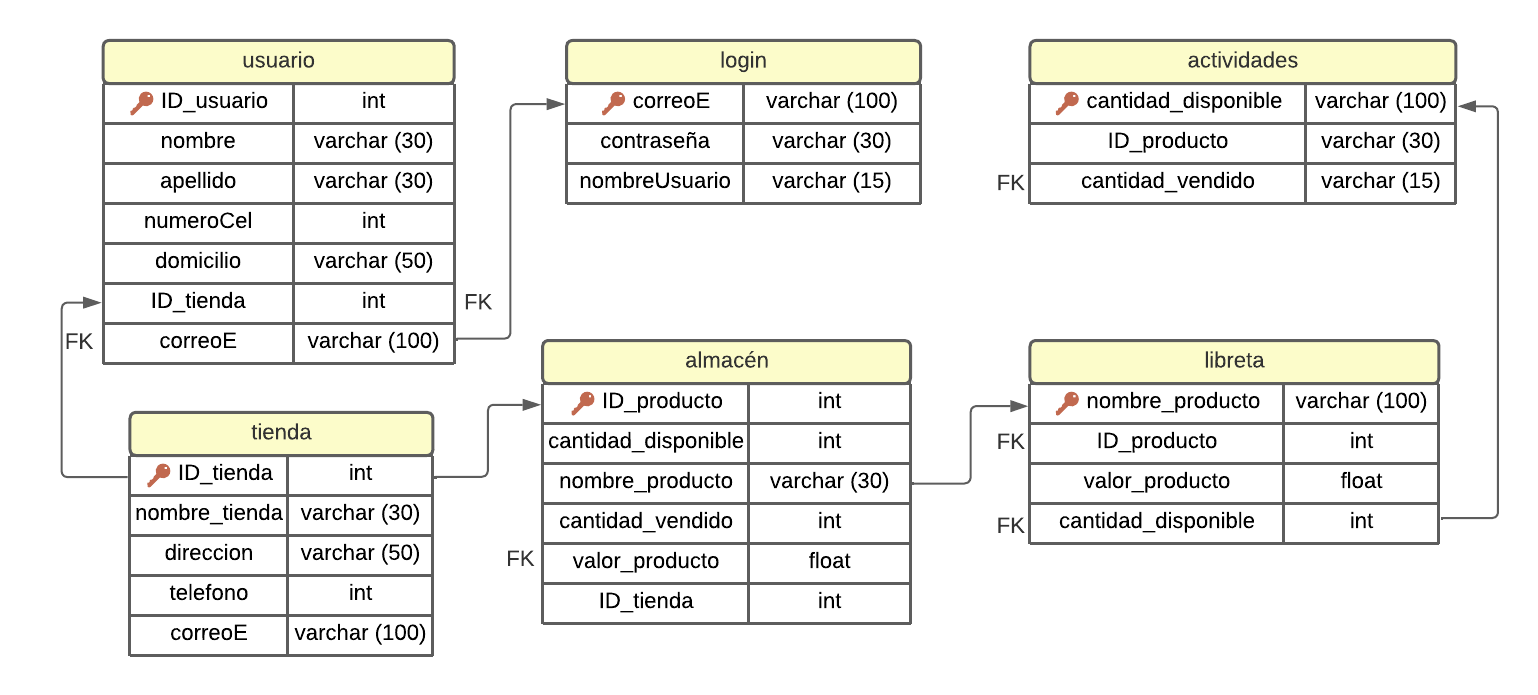 usuario
ID_usuario int
nombre varchar (30)
apellido varchar (30)
numeroCel int
domicilio varchar (50)
ID_tienda int
FK
FK
correoE varchar (100)
login
correoE varchar (100)
contraseña varchar (30)
nombreUsuario varchar (15)
actividades
cantidad_disponible varchar (100)
ID_producto varchar (30)
FK
cantidad_vendido varchar (15)
tienda
ID_tienda int
nombre_tienda varchar (30)
direccion varchar (50)
telefono int
correoE varchar (100)
almacén
ID_producto int
cantidad_disponible int
nombre_producto varchar (30)
cantidad_vendido int
FK
valor_producto float
ID_tienda int
libreta
nombre_producto varchar (100)
FK
ID_producto int
valor_producto float
FK
cantidad_disponible int